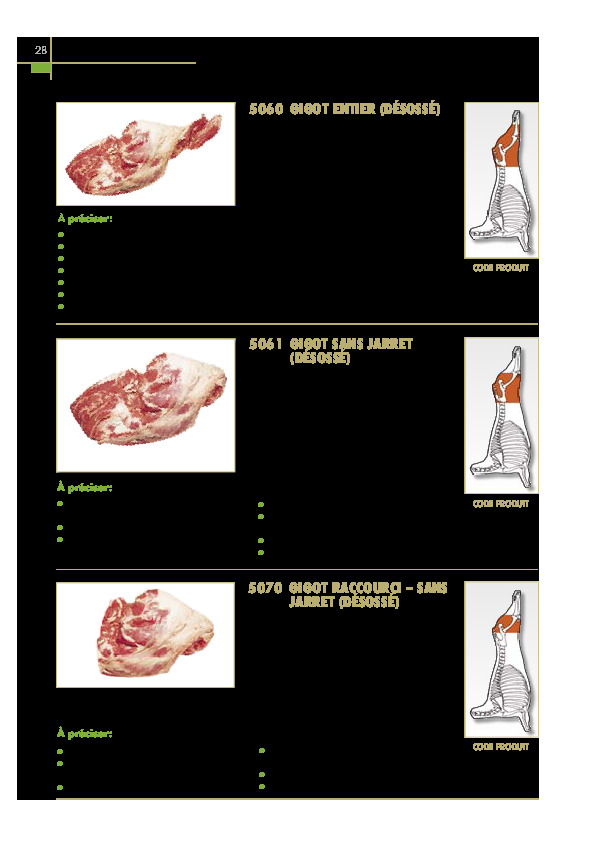 28
5060 GIGOT ENTIER (DÉSOSSÉ)
À préciser:
CODE PRODUIT
5061 GIGOT SANS JARRET
(DÉSOSSÉ)
À préciser:
CODE PRODUIT
5070 GIGOT RACCOURCI – SANS
JARRET (DÉSOSSÉ)
À préciser:
CODE PRODUIT